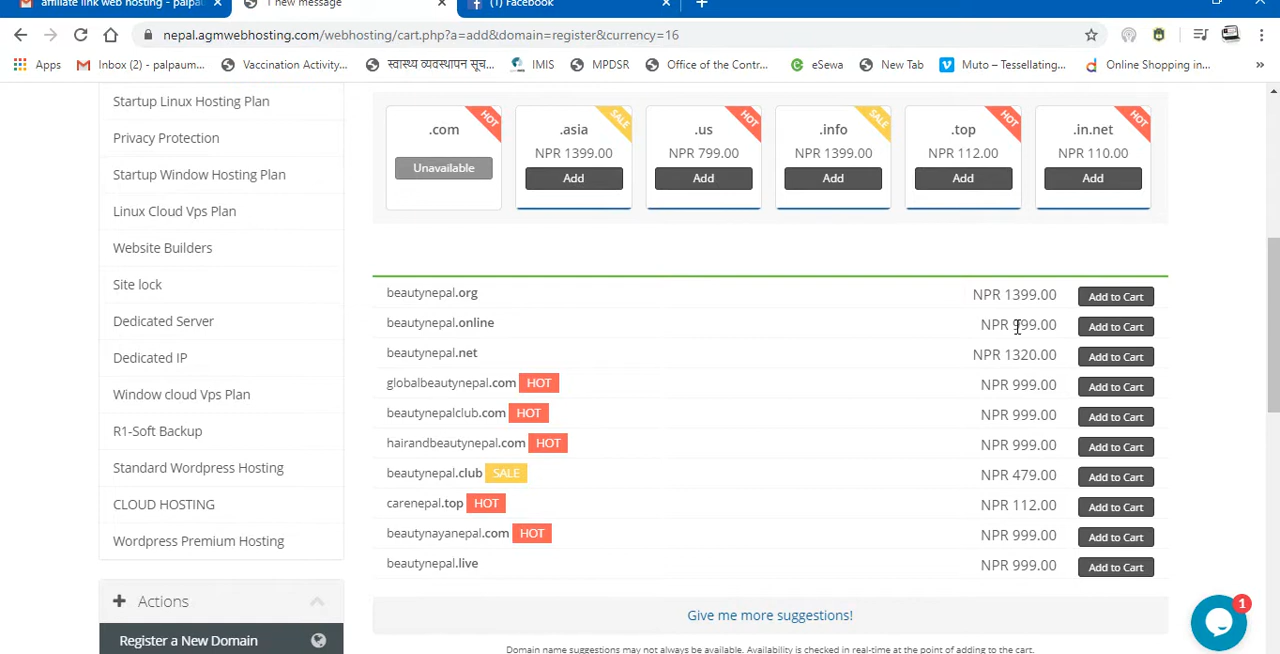 affiliate link web hosting - palpau
1 new message
(1) Facebook
nepal.agmwebhosting.com/webhosting/cart.php?a=add&domain=register&currency=16
Apps
Inbox (2) - palpaum...
Vaccination Activity...
स्वास्थ्य व्यवस्थापन सूच...
IMIS
MPDSR
Office of the Contr...
eSewa
New Tab
Muto – Tessellating...
Online Shopping in...
»
Startup Linux Hosting Plan
Privacy Protection
Startup Window Hosting Plan
Linux Cloud Vps Plan
Website Builders
Site lock
Dedicated Server
Dedicated IP
Window cloud Vps Plan
R1-Soft Backup
Standard Wordpress Hosting
CLOUD HOSTING
Wordpress Premium Hosting
Actions
Register a New Domain
.com HOT
Unavailable
.asia SALE
NPR 1399.00
Add
.us HOT
NPR 799.00
Add
.info SALE
NPR 1399.00
Add
.top HOT
NPR 112.00
Add
.in.net HOT
NPR 110.00
Add
beautynepal.org NPR 1399.00 Add to Cart
beautynepal.online NPR 999.00 Add to Cart
beautynepal.net NPR 1320.00 Add to Cart
globalbeautynepal.com HOT NPR 999.00 Add to Cart
beautynepalclub.com HOT NPR 999.00 Add to Cart
hairandbeautynepal.com HOT NPR 999.00 Add to Cart
beautynepal.club SALE NPR 479.00 Add to Cart
carenepal.top HOT NPR 112.00 Add to Cart
beautynayanepal.com HOT NPR 999.00 Add to Cart
beautynepal.live NPR 999.00 Add to Cart
Give me more suggestions!
Domain name suggestions may not always be available. Availability is checked in real-time at the point of adding to the cart.
1